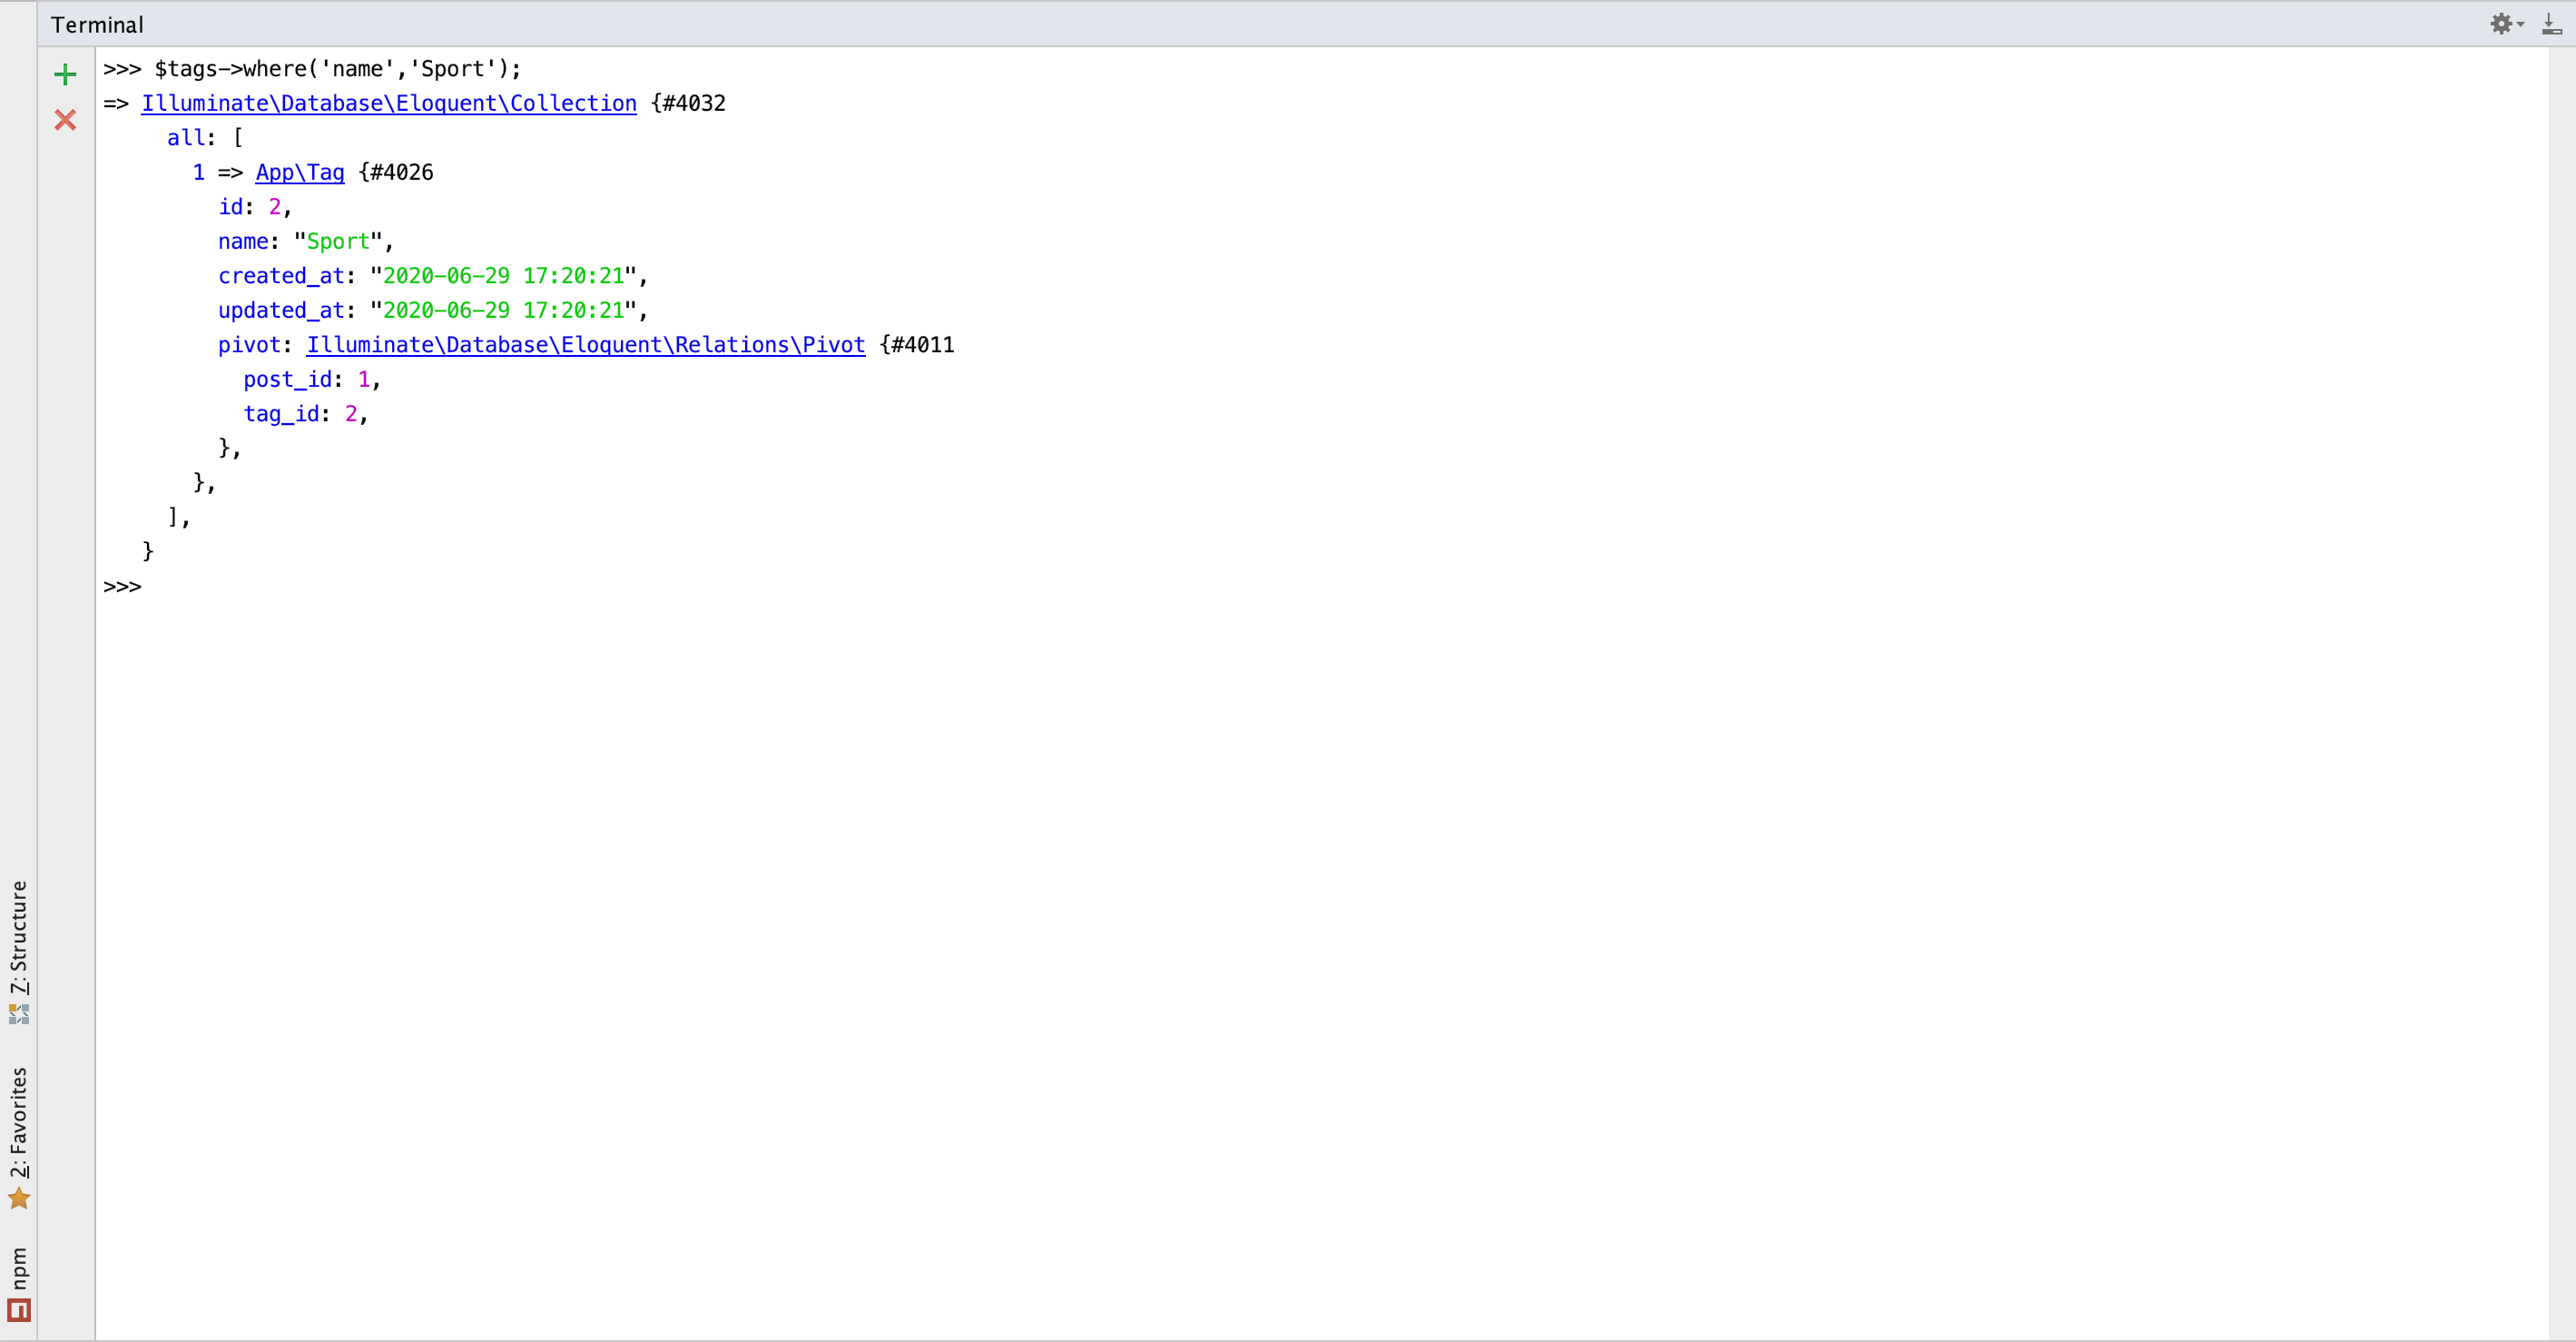 Terminal
>>> $tags->where('name','Sport');
=> Illuminate\Database\Eloquent\Collection {#4032
     all: [
       1 => App\Tag {#4026
         id: 2,
         name: "Sport",
         created_at: "2020-06-29 17:20:21",
         updated_at: "2020-06-29 17:20:21",
         pivot: Illuminate\Database\Eloquent\Relations\Pivot {#4011
           post_id: 1,
           tag_id: 2,
         },
       },
     ],
   }
>>>
7: Structure
2: Favorites
npm